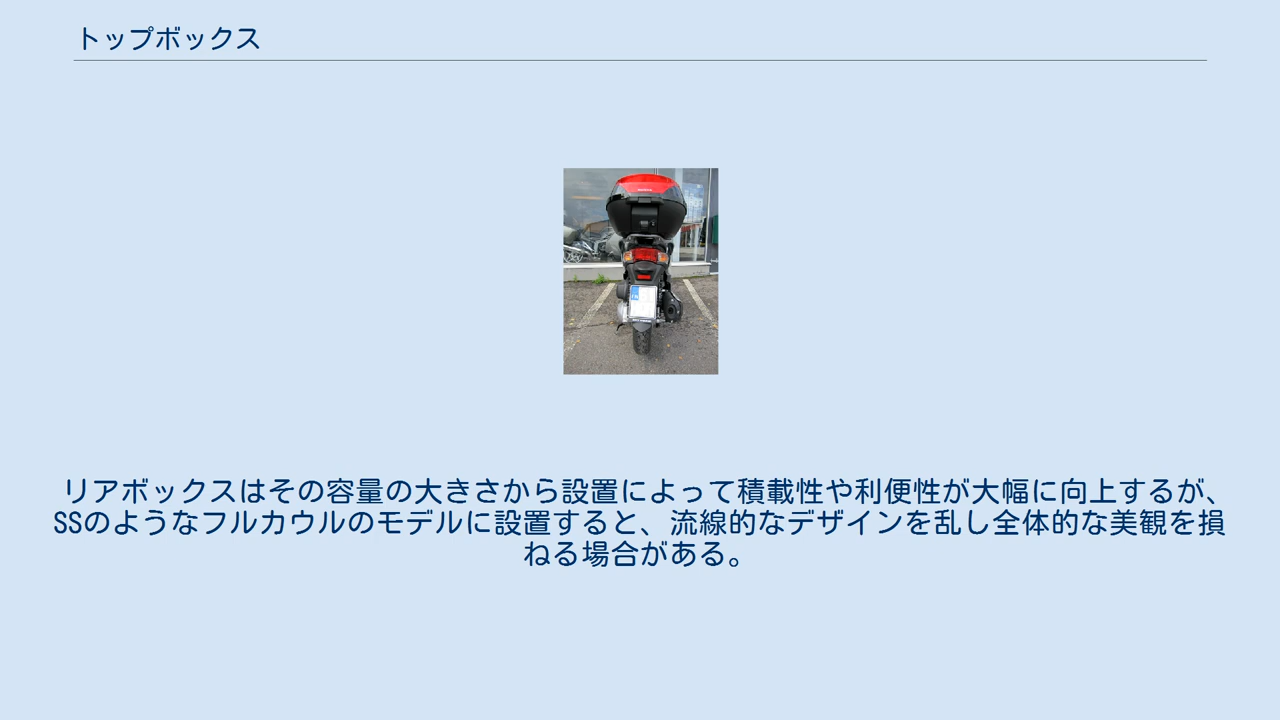 トップボックス
リアボックスはその容量の大きさから設置によって積載性や利便性が大幅に向上するが、
SSのようなフルカウルのモデルに設置すると、流線的なデザインを乱し全体的な美観を損
ねる場合がある。